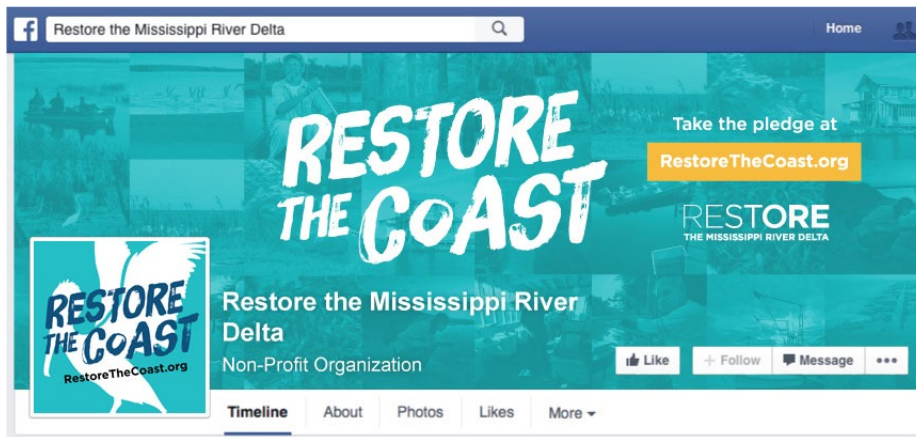 Restore the Mississippi River Delta
Home
RESTORE
THE COAST
Take the pledge at
RestoreTheCoast.org
RESTORE
THE MISSISSIPPI RIVER DELTA
RESTORE
THE COAST
RestoreTheCoast.org
Restore the Mississippi River
Delta
Non-Profit Organization
Like
+ Follow
Message
Timeline
About
Photos
Likes
More